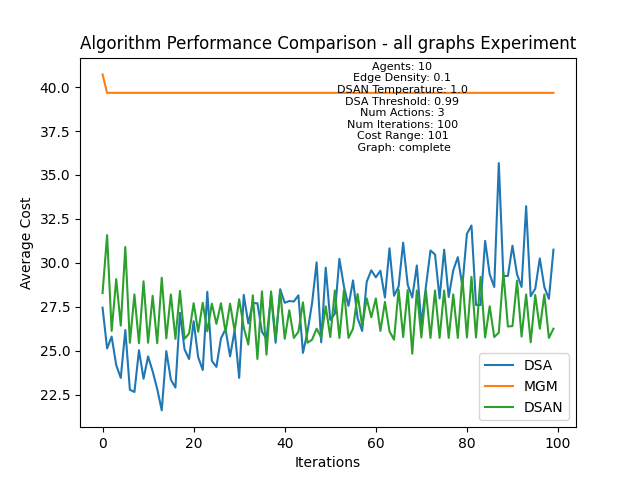 Algorithm Performance Comparison - all graphs Experiment
Agents: 10
Edge Density: 0.1
DSAN Temperature: 1.0
DSA Threshold: 0.99
Num Actions: 3
Num Iterations: 100
Cost Range: 101
Graph: complete
Average Cost
40.0
37.5
35.0
32.5
30.0
27.5
25.0
22.5
0
20
40
60
80
100
Iterations
DSA
MGM
DSAN